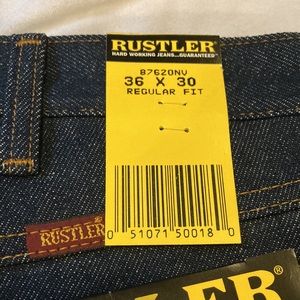 RUSTLER
HARD WORKING JEANS...GUARANTEED
87620NV
36 X 30
REGULAR FIT
RUSTLER
0 51071 50018 0